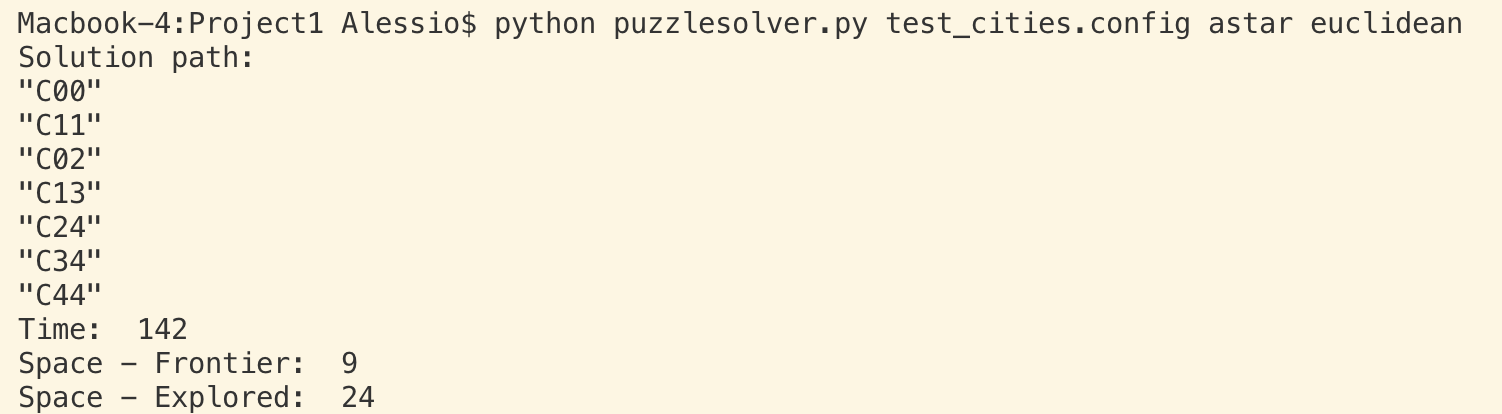 Macbook-4:Project1 Alessio$ python puzzlesolver.py test_cities.config astar euclidean
Solution path:
"C00"
"C11"
"C02"
"C13"
"C24"
"C34"
"C44"
Time:  142
Space - Frontier:  9
Space - Explored:  24